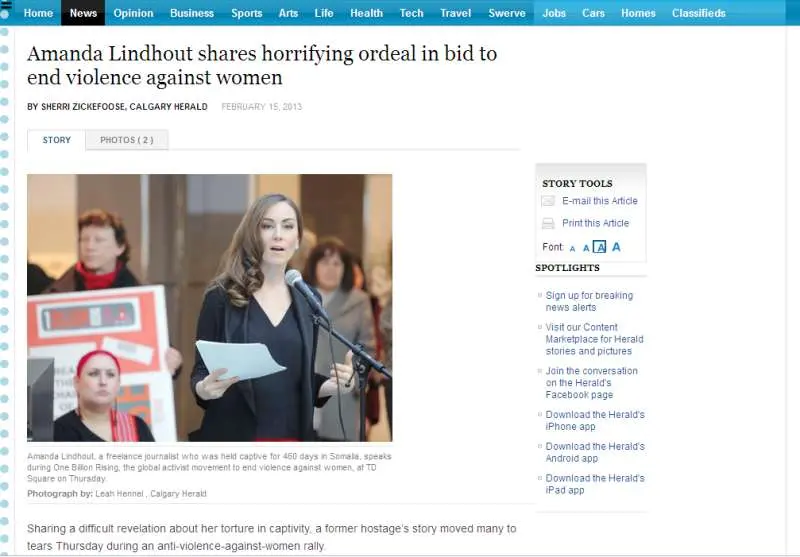 Home News Opinion Business Sports Arts Life Health Tech Travel Swerve Jobs Cars Homes Classifieds
Amanda Lindhout shares horrifying ordeal in bid to
end violence against women
BY SHERRI ZICKEFOOSE, CALGARY HERALD FEBRUARY 15, 2013
STORY PHOTOS ( 2 )
BREA
THE
CHAIN
OF
Amanda Lindhout, a freelance journalist who was held captive for 460 days in Somalia, speaks
during One Billion Rising, the global activist movement to end violence against women, at TD
Square on Thursday.
Photograph by: Leah Hennel , Calgary Herald
Sharing a difficult revelation about her torture in captivity, a former hostage's story moved many to
tears Thursday during an anti-violence-against-women rally.
STORY TOOLS
E-mail this Article
Print this Article
Font: A A A A
SPOTLIGHTS
Sign up for breaking
news alerts
Visit our Content
Marketplace for Herald
stories and pictures
Join the conversation
on the Herald's
Facebook page
Download the Herald's
iPhone app
Download the Herald's
Android app
Download the Herald's
iPad app